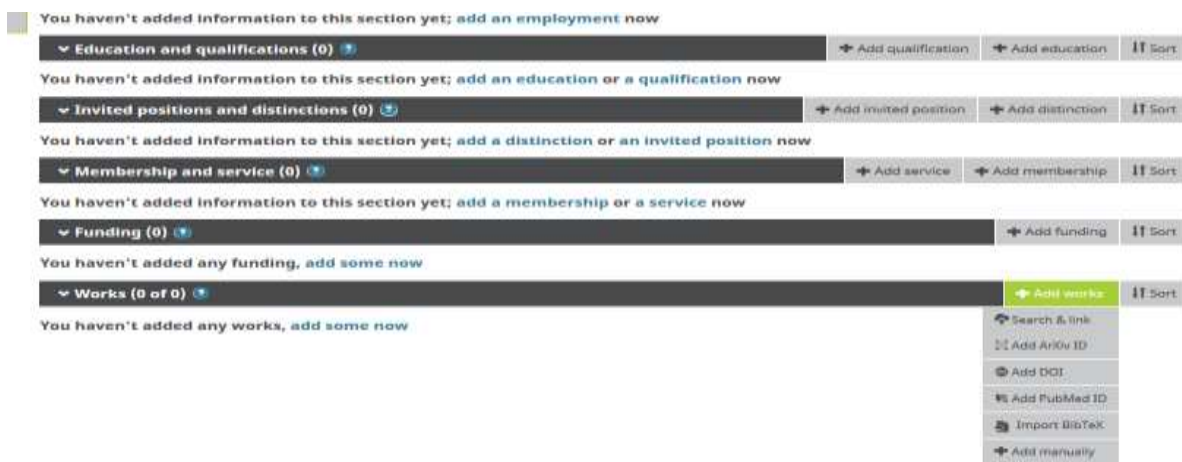 You haven't added information to this section yet; add an employment now
Education and qualifications (0) ? + Add qualification + Add education Sort
You haven't added information to this section yet; add an education or a qualification now
Invited positions and distinctions (0) ? + Add invited position + Add distinction Sort
You haven't added information to this section yet; add a distinction or an invited position now
Membership and service (0) ? + Add service + Add membership Sort
You haven't added information to this section yet; add a membership or a service now
Funding (0) ? + Add funding Sort
You haven't added any funding, add some now
Works (0 of 0) ? + Add works Sort
You haven't added any works, add some now
Search & link
Add ArXiv ID
Add DOI
Add PubMed ID
Import BibTeX
+ Add manually